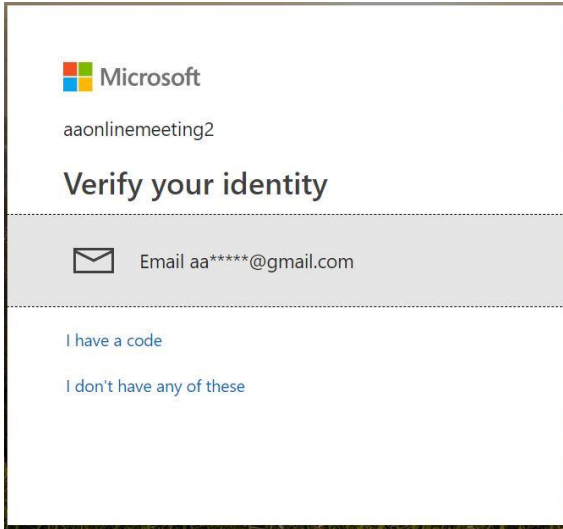 Microsoft
aaonlinemeeting2
Verify your identity
Email aa*****@gmail.com
I have a code
I don't have any of these